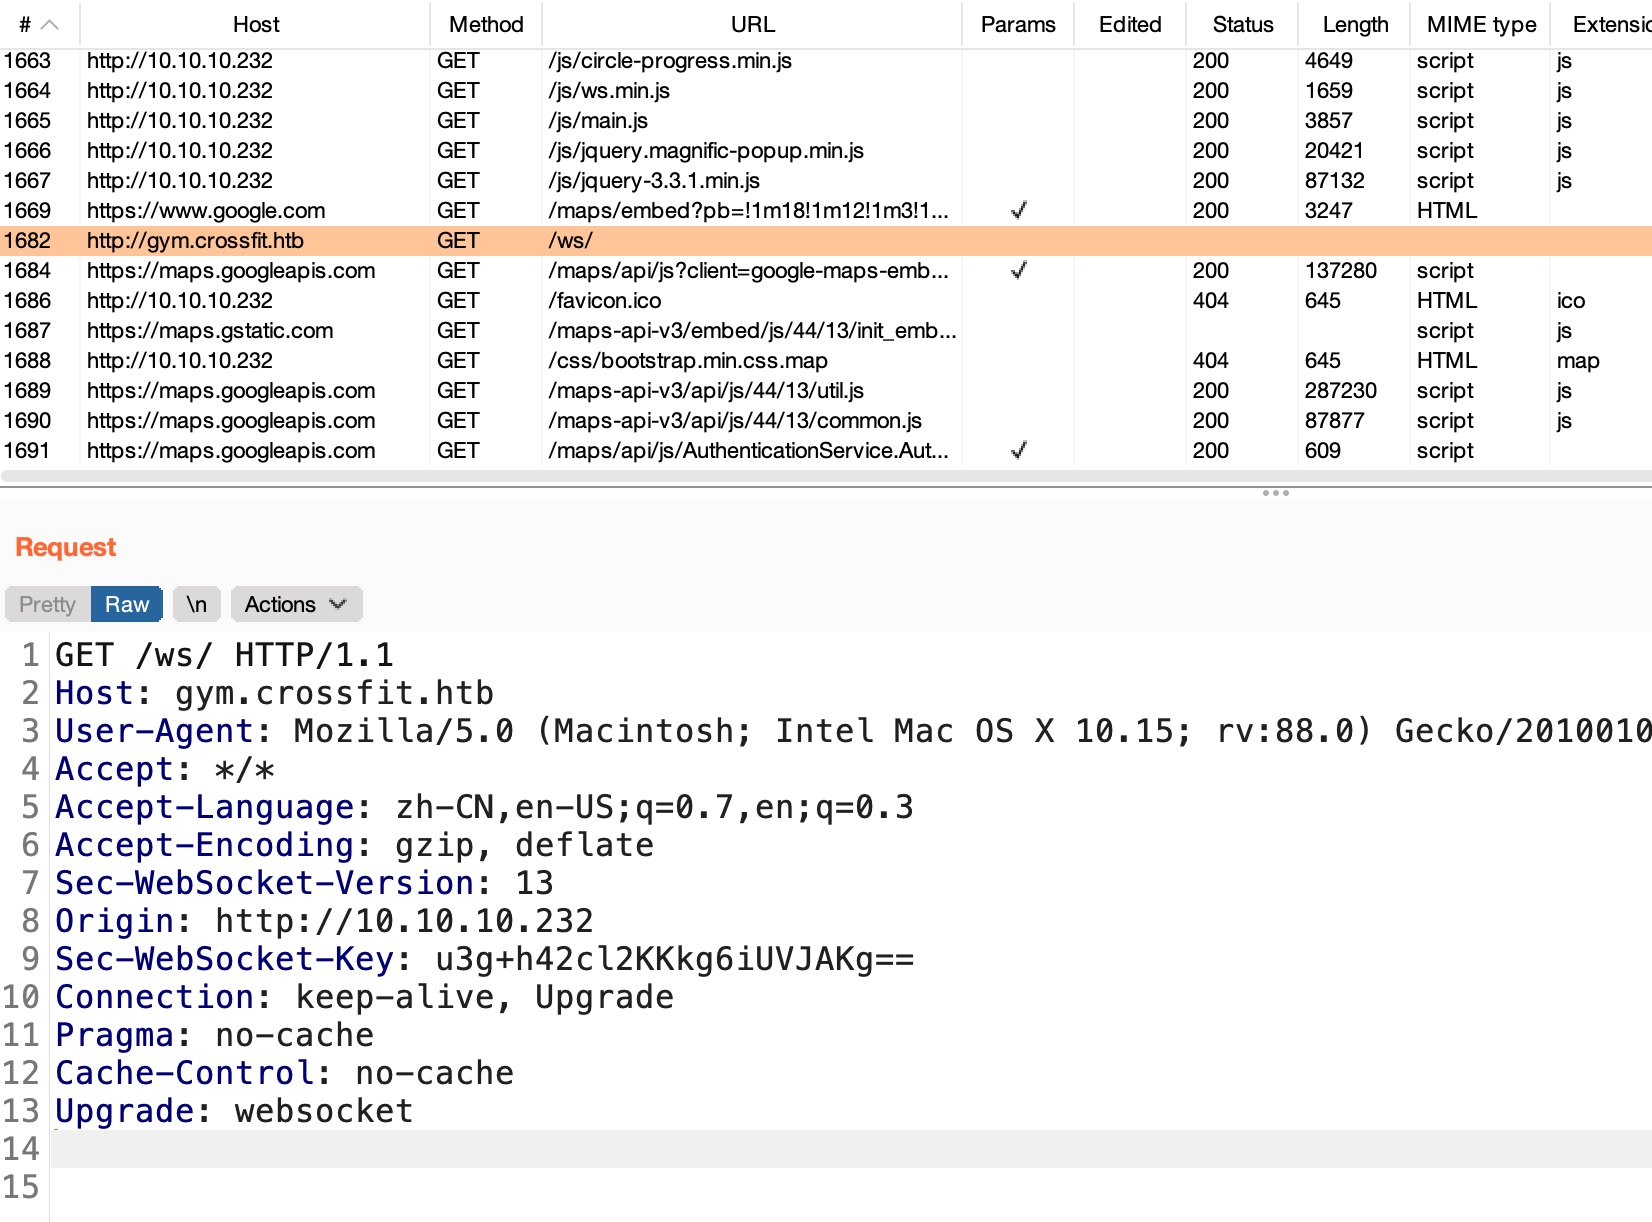 # Host Method URL Params Edited Status Length MIME type Extensio
1663 http://10.10.10.232 GET /js/circle-progress.min.js 200 4649 script js
1664 http://10.10.10.232 GET /js/ws.min.js 200 1659 script js
1665 http://10.10.10.232 GET /js/main.js 200 3857 script js
1666 http://10.10.10.232 GET /js/jquery.magnific-popup.min.js 200 20421 script js
1667 http://10.10.10.232 GET /js/jquery-3.3.1.min.js 200 87132 script js
1669 https://www.google.com GET /maps/embed?pb=!1m18!1m12!1m3!1... ✓ 200 3247 HTML
1682 http://gym.crossfit.htb GET /ws/
1684 https://maps.googleapis.com GET /maps/api/js?client=google-maps-emb... ✓ 200 137280 script
1686 http://10.10.10.232 GET /favicon.ico 404 645 HTML ico
1687 https://maps.gstatic.com GET /maps-api-v3/embed/js/44/13/init_emb... script js
1688 http://10.10.10.232 GET /css/bootstrap.min.css.map 404 645 HTML map
1689 https://maps.googleapis.com GET /maps-api-v3/api/js/44/13/util.js 200 287230 script js
1690 https://maps.googleapis.com GET /maps-api-v3/api/js/44/13/common.js 200 87877 script js
1691 https://maps.googleapis.com GET /maps/api/js/AuthenticationService.Aut... ✓ 200 609 script
Request
Pretty Raw \n Actions
1 GET /ws/ HTTP/1.1
2 Host: gym.crossfit.htb
3 User-Agent: Mozilla/5.0 (Macintosh; Intel Mac OS X 10.15; rv:88.0) Gecko/2010010
4 Accept: */*
5 Accept-Language: zh-CN,en-US;q=0.7,en;q=0.3
6 Accept-Encoding: gzip, deflate
7 Sec-WebSocket-Version: 13
8 Origin: http://10.10.10.232
9 Sec-WebSocket-Key: u3g+h42cl2KKkg6iUVJAKg==
10 Connection: keep-alive, Upgrade
11 Pragma: no-cache
12 Cache-Control: no-cache
13 Upgrade: websocket
14
15